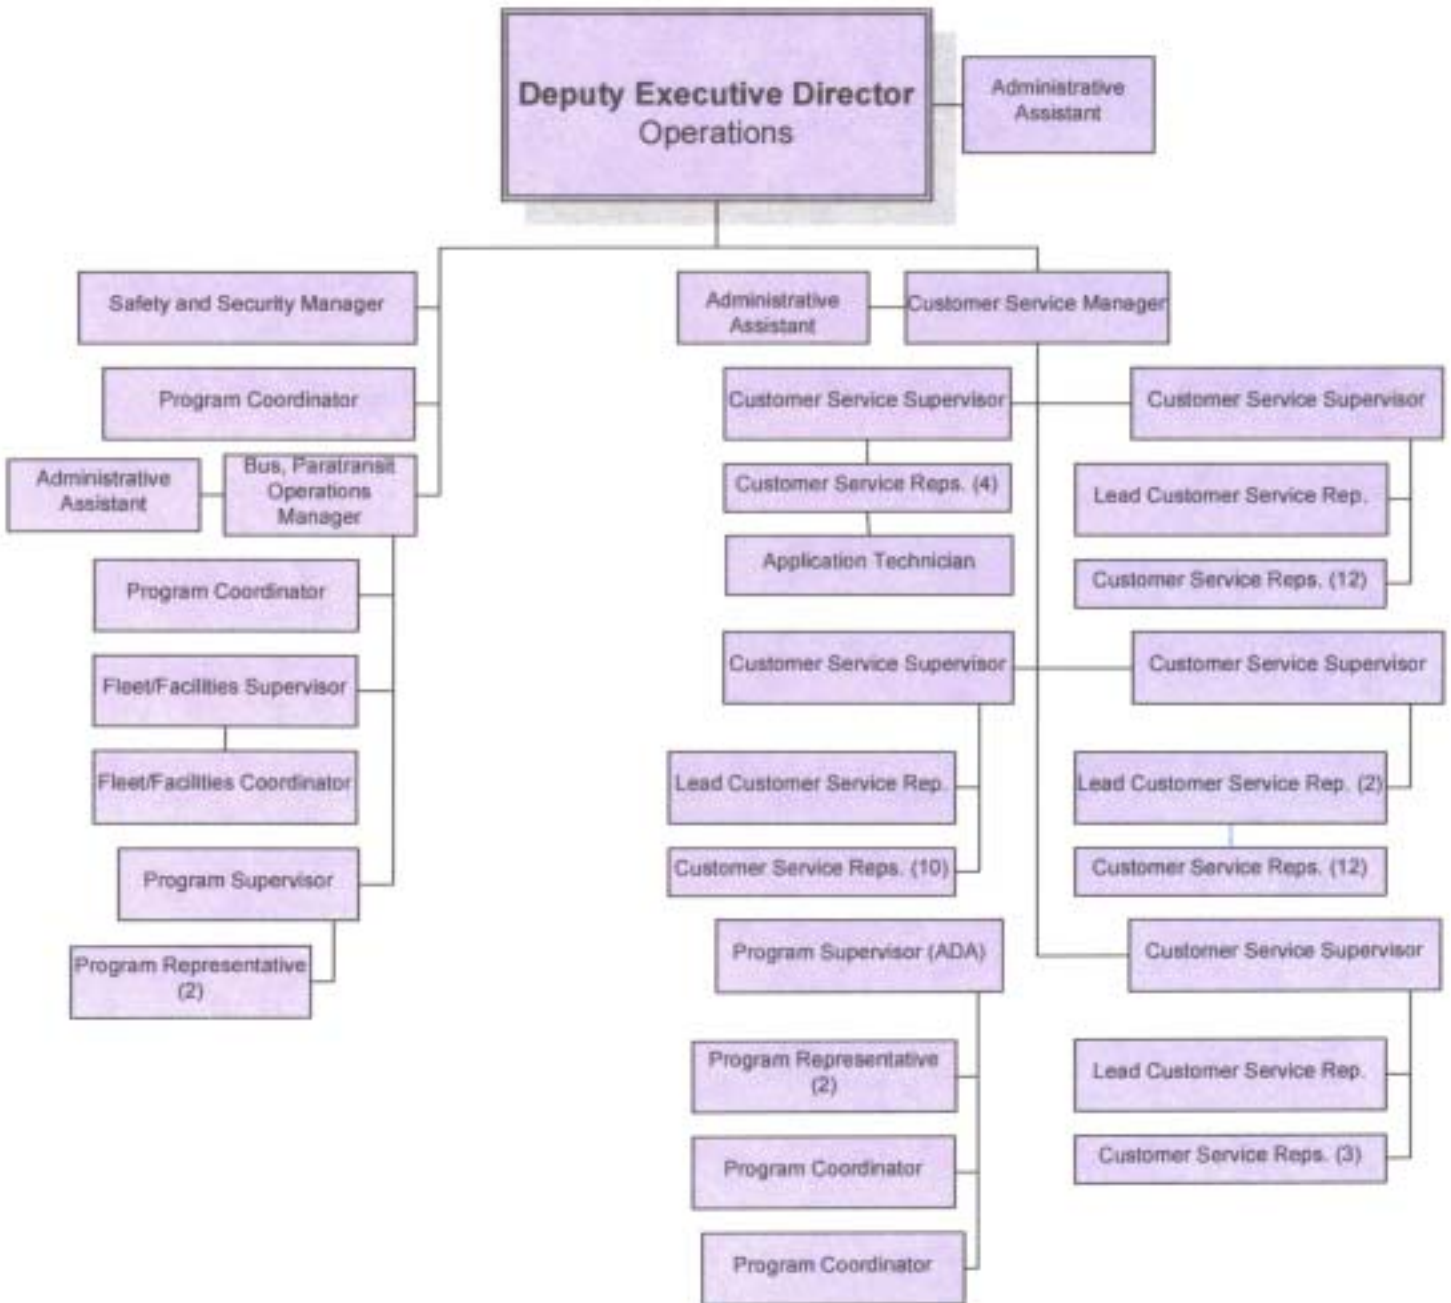 Deputy Executive Director
Operations
Administrative
Assistant
Safety and Security Manager
Program Coordinator
Administrative
Assistant
Bus, Paratransit
Operations
Manager
Program Coordinator
Fleet/Facilities Supervisor
Fleet/Facilities Coordinator
Program Supervisor
Program Representative
(2)
Administrative
Assistant
Customer Service Manager
Customer Service Supervisor
Customer Service Reps. (4)
Application Technician
Customer Service Supervisor
Lead Customer Service Rep.
Customer Service Reps. (12)
Customer Service Supervisor
Lead Customer Service Rep.
Customer Service Reps. (10)
Customer Service Supervisor
Lead Customer Service Rep. (2)
Customer Service Reps. (12)
Program Supervisor (ADA)
Program Representative
(2)
Program Coordinator
Program Coordinator
Customer Service Supervisor
Lead Customer Service Rep.
Customer Service Reps. (3)